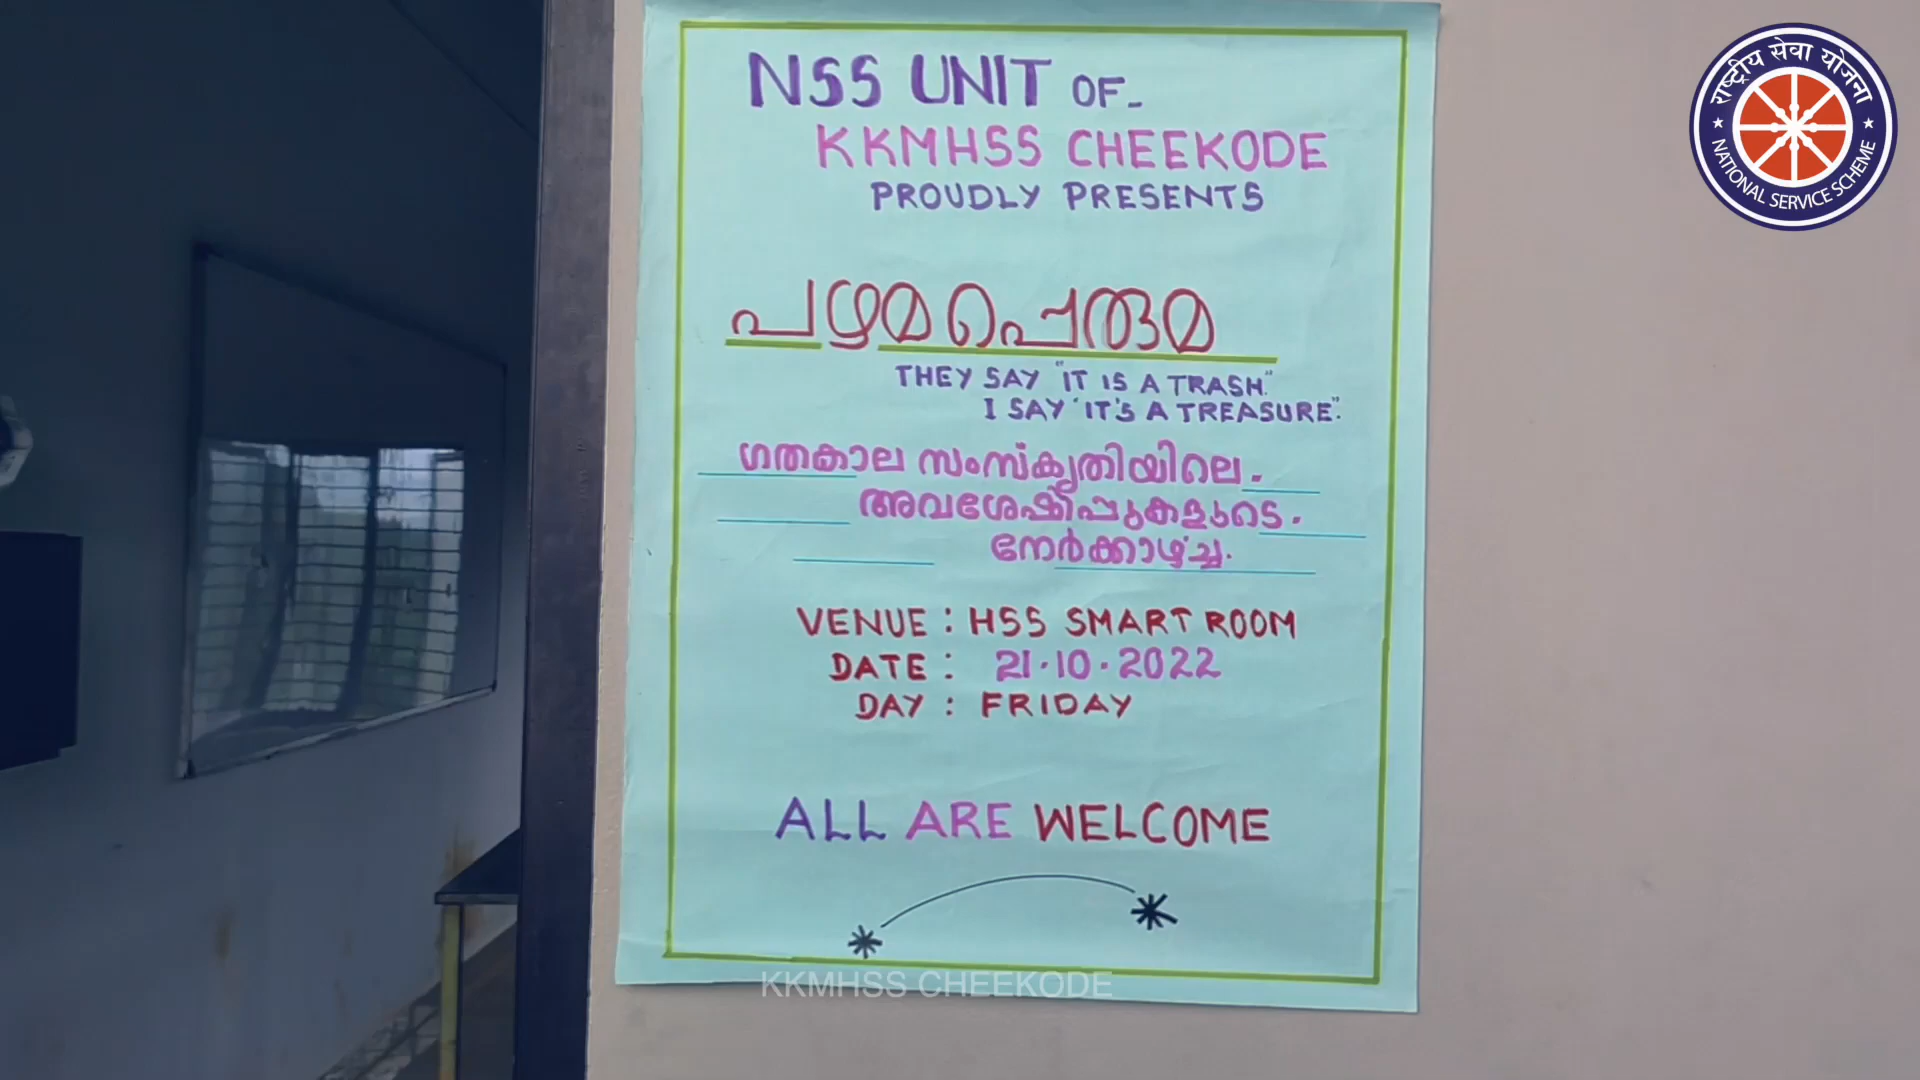 NSS UNIT OF-
KKMHSS CHEEKODE
PROUDLY PRESENTS
പഴമപ്പെരുമ
THEY SAY "IT IS A TRASH."
I SAY 'IT'S A TREASURE".
ഗതകാല സംസ്കൃതിയിലെ.
അവശേഷിപ്പുകളുടെ.
നേർക്കാഴ്ച്ച.
VENUE : HSS SMART ROOM
DATE : 21.10.2022
DAY : FRIDAY
ALL ARE WELCOME
KKMHSS CHEEKODE
राष्ट्रीय सेवा योजना
NATIONAL SERVICE SCHEME